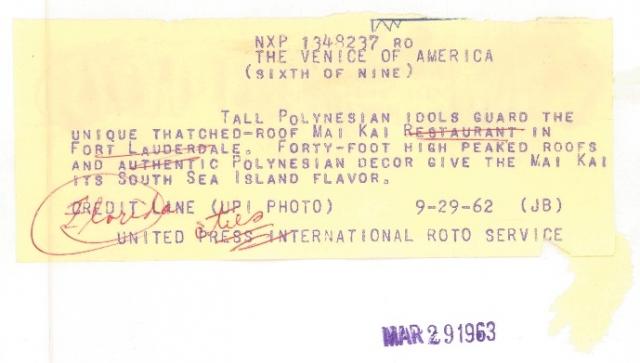 NXP 1348237 RO
THE VENICE OF AMERICA
(SIXTH OF NINE)
TALL POLYNESIAN IDOLS GUARD THE
UNIQUE THATCHED-ROOF MAI KAI RESTAURANT IN
FORT LAUDERDALE. FORTY-FOOT HIGH PEAKED ROOFS
AND AUTHENTIC POLYNESIAN DECOR GIVE THE MAI KAI
ITS SOUTH SEA ISLAND FLAVOR.
CREDIT LANE (UPI PHOTO) 9-29-62 (JB)
Florida cities
UNITED PRESS INTERNATIONAL ROTO SERVICE
MAR 29 1963